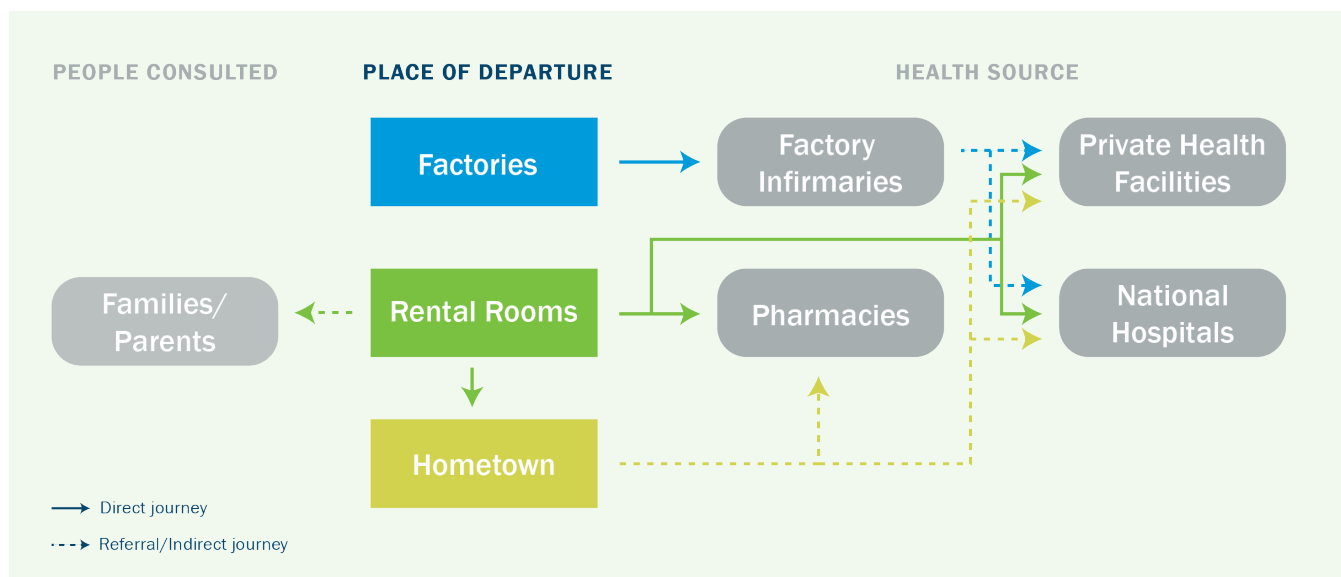 PEOPLE CONSULTED
PLACE OF DEPARTURE
HEALTH SOURCE
Factories
Factory
Infirmaries
Private Health
Facilities
Families/
Parents
Rental Rooms
Pharmacies
National
Hospitals
Hometown
Direct journey
Referral/Indirect journey